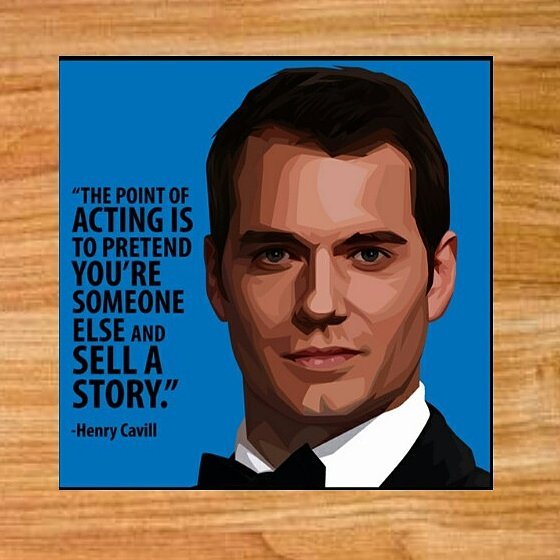 “THE POINT OF
ACTING IS
TO PRETEND
YOU’RE
SOMEONE
ELSE AND
SELL A
STORY.”
-Henry Cavill